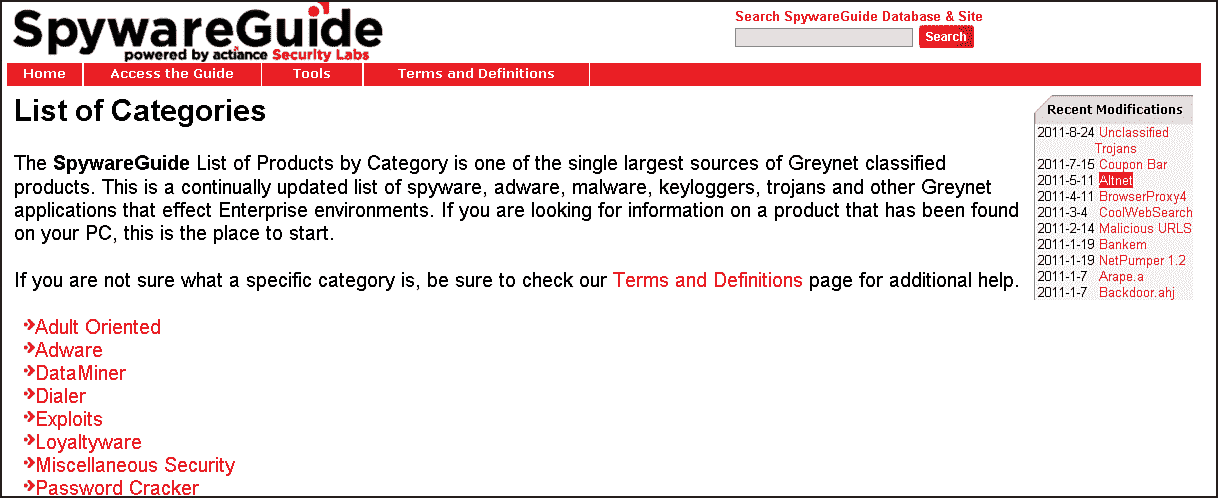 SpywareGuide
powered by actiance Security Labs
Search SpywareGuide Database & Site
Search
Home Access the Guide Tools Terms and Definitions
List of Categories
The SpywareGuide List of Products by Category is one of the single largest sources of Greynet classified
products. This is a continually updated list of spyware, adware, malware, keyloggers, trojans and other Greynet
applications that effect Enterprise environments. If you are looking for information on a product that has been found
on your PC, this is the place to start.
If you are not sure what a specific category is, be sure to check our Terms and Definitions page for additional help.
Adult Oriented
Adware
DataMiner
Dialer
Exploits
Loyaltyware
Miscellaneous Security
Password Cracker
Recent Modifications
2011-8-24 Unclassified
Trojans
2011-7-15 Coupon Bar
2011-5-11 Altnet
2011-4-11 BrowserProxy4
2011-3-4 CoolWebSearch
2011-2-14 Malicious URLS
2011-1-19 Bankem
2011-1-19 NetPumper 1.2
2011-1-7 Arape.a
2011-1-7 Backdoor.ahj